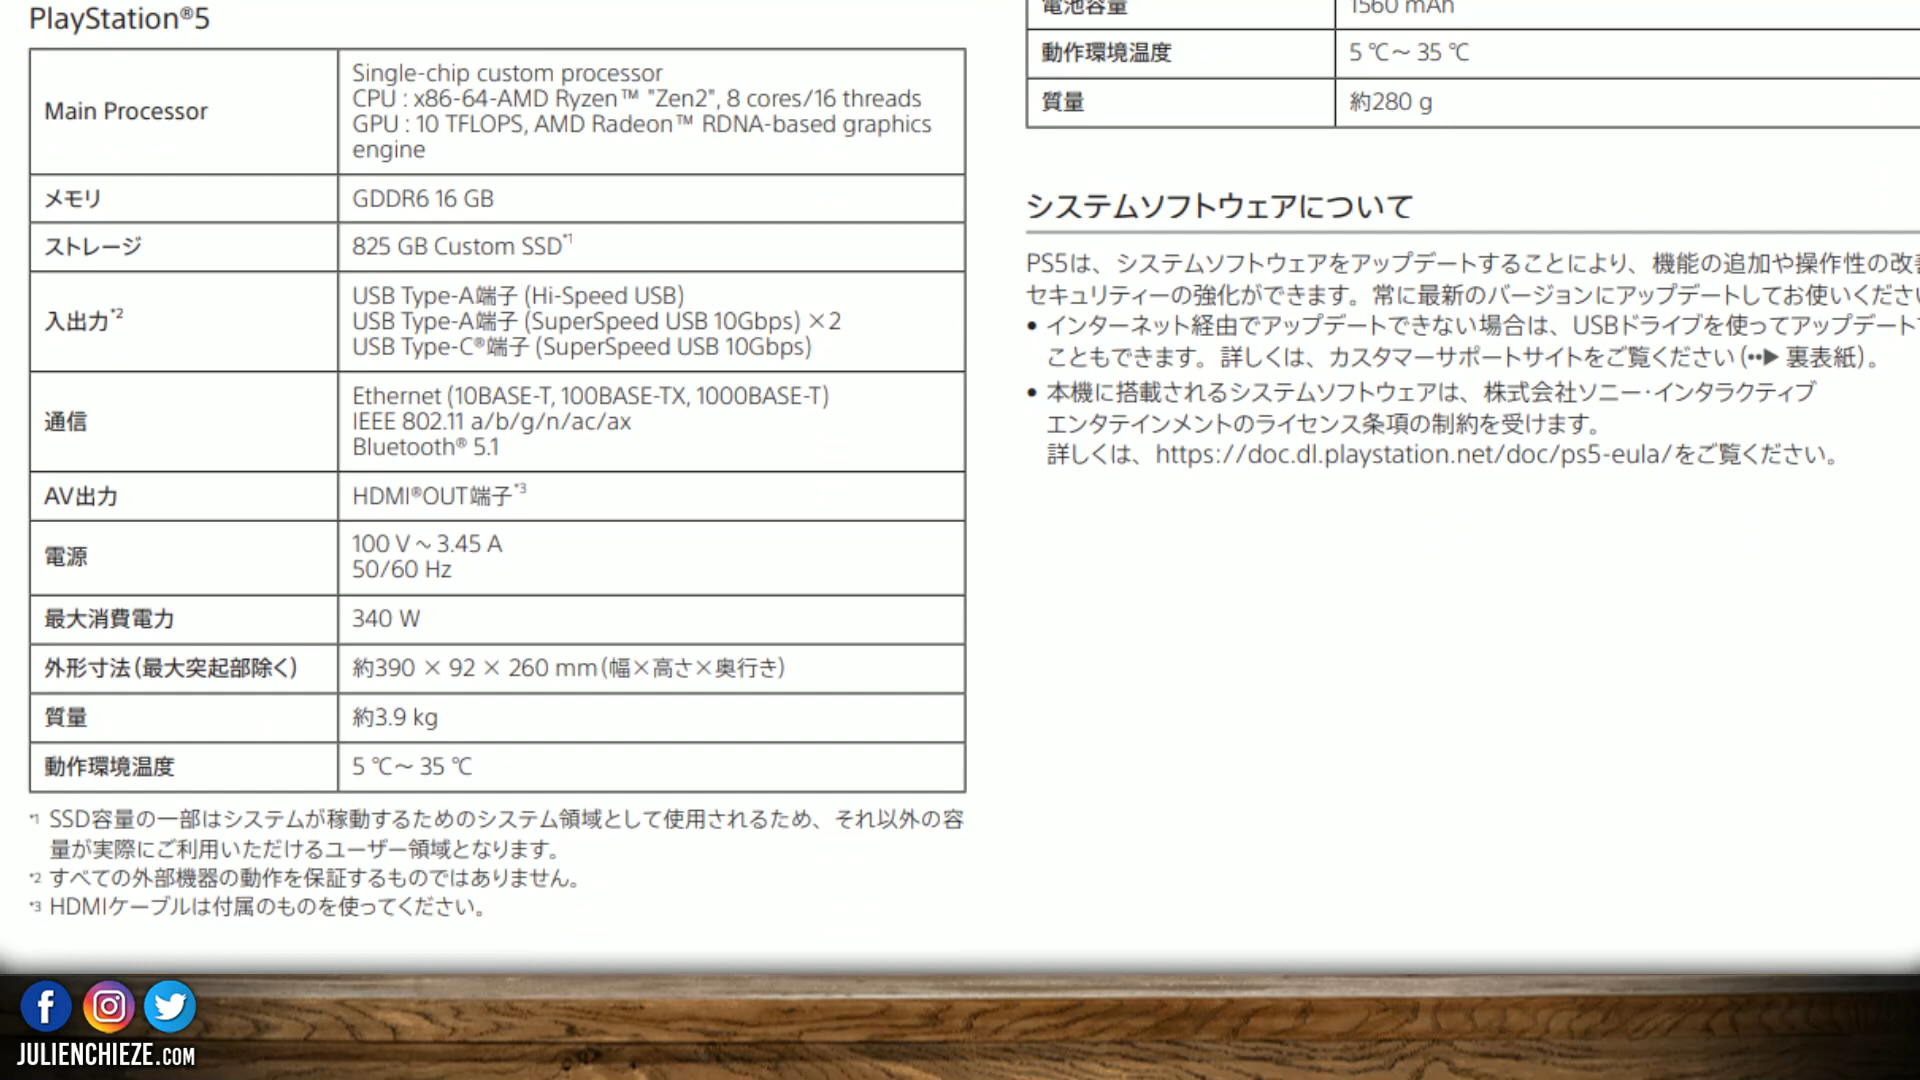 PlayStation®5
Main Processor
Single-chip custom processor
CPU : x86-64-AMD Ryzen™ "Zen2", 8 cores/16 threads
GPU : 10 TFLOPS, AMD Radeon™ RDNA-based graphics
engine
メモリ
GDDR6 16 GB
ストレージ
825 GB Custom SSD*1
入出力*2
USB Type-A端子 (Hi-Speed USB)
USB Type-A端子 (SuperSpeed USB 10Gbps) ×2
USB Type-C®端子 (SuperSpeed USB 10Gbps)
通信
Ethernet (10BASE-T, 100BASE-TX, 1000BASE-T)
IEEE 802.11 a/b/g/n/ac/ax
Bluetooth® 5.1
AV出力
HDMI®OUT端子*3
電源
100 V ~ 3.45 A
50/60 Hz
最大消費電力
340 W
外形寸法（最大突起部除く）
約390 × 92 × 260 mm（幅×高さ×奥行き）
質量
約3.9 kg
動作環境温度
5 ℃～ 35 ℃
*1 SSD容量の一部はシステムが稼動するためのシステム領域として使用されるため、それ以外の容
量が実際にご利用いただけるユーザー領域となります。
*2 すべての外部機器の動作を保証するものではありません。
*3 HDMIケーブルは付属のものを使ってください。
電池容量
1560 mAh
動作環境温度
5 ℃～ 35 ℃
質量
約280 g
システムソフトウェアについて
PS5は、システムソフトウェアをアップデートすることにより、機能の追加や操作性の改善
セキュリティーの強化ができます。常に最新のバージョンにアップデートしてお使いください
• インターネット経由でアップデートできない場合は、USBドライブを使ってアップデート
こともできます。詳しくは、カスタマーサポートサイトをご覧ください（••▶ 裏表紙）。
• 本機に搭載されるシステムソフトウェアは、株式会社ソニー・インタラクティブ
エンタテインメントのライセンス条項の制約を受けます。
詳しくは、https://doc.dl.playstation.net/doc/ps5-eula/をご覧ください。
JULIENCHIEZE.COM